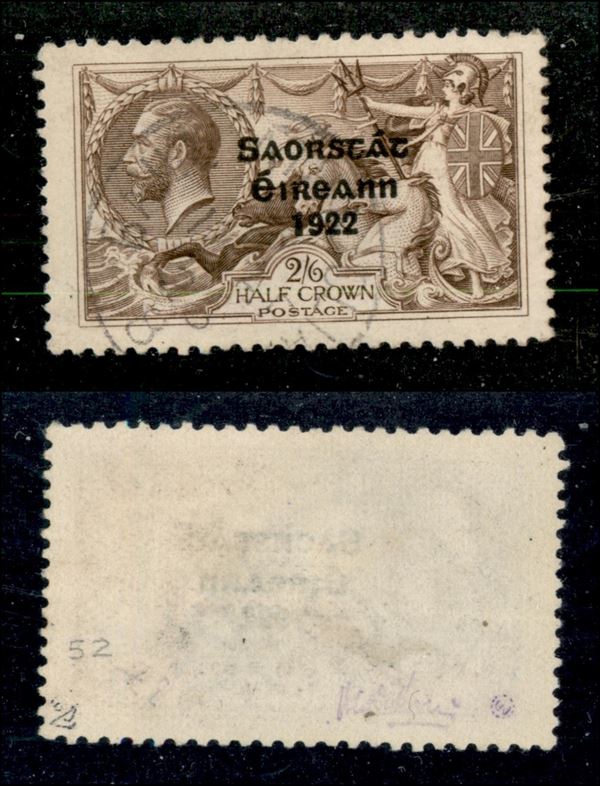 Saorstát
Éireann
1922
2/6
HALF CROWN
POSTAGE
52